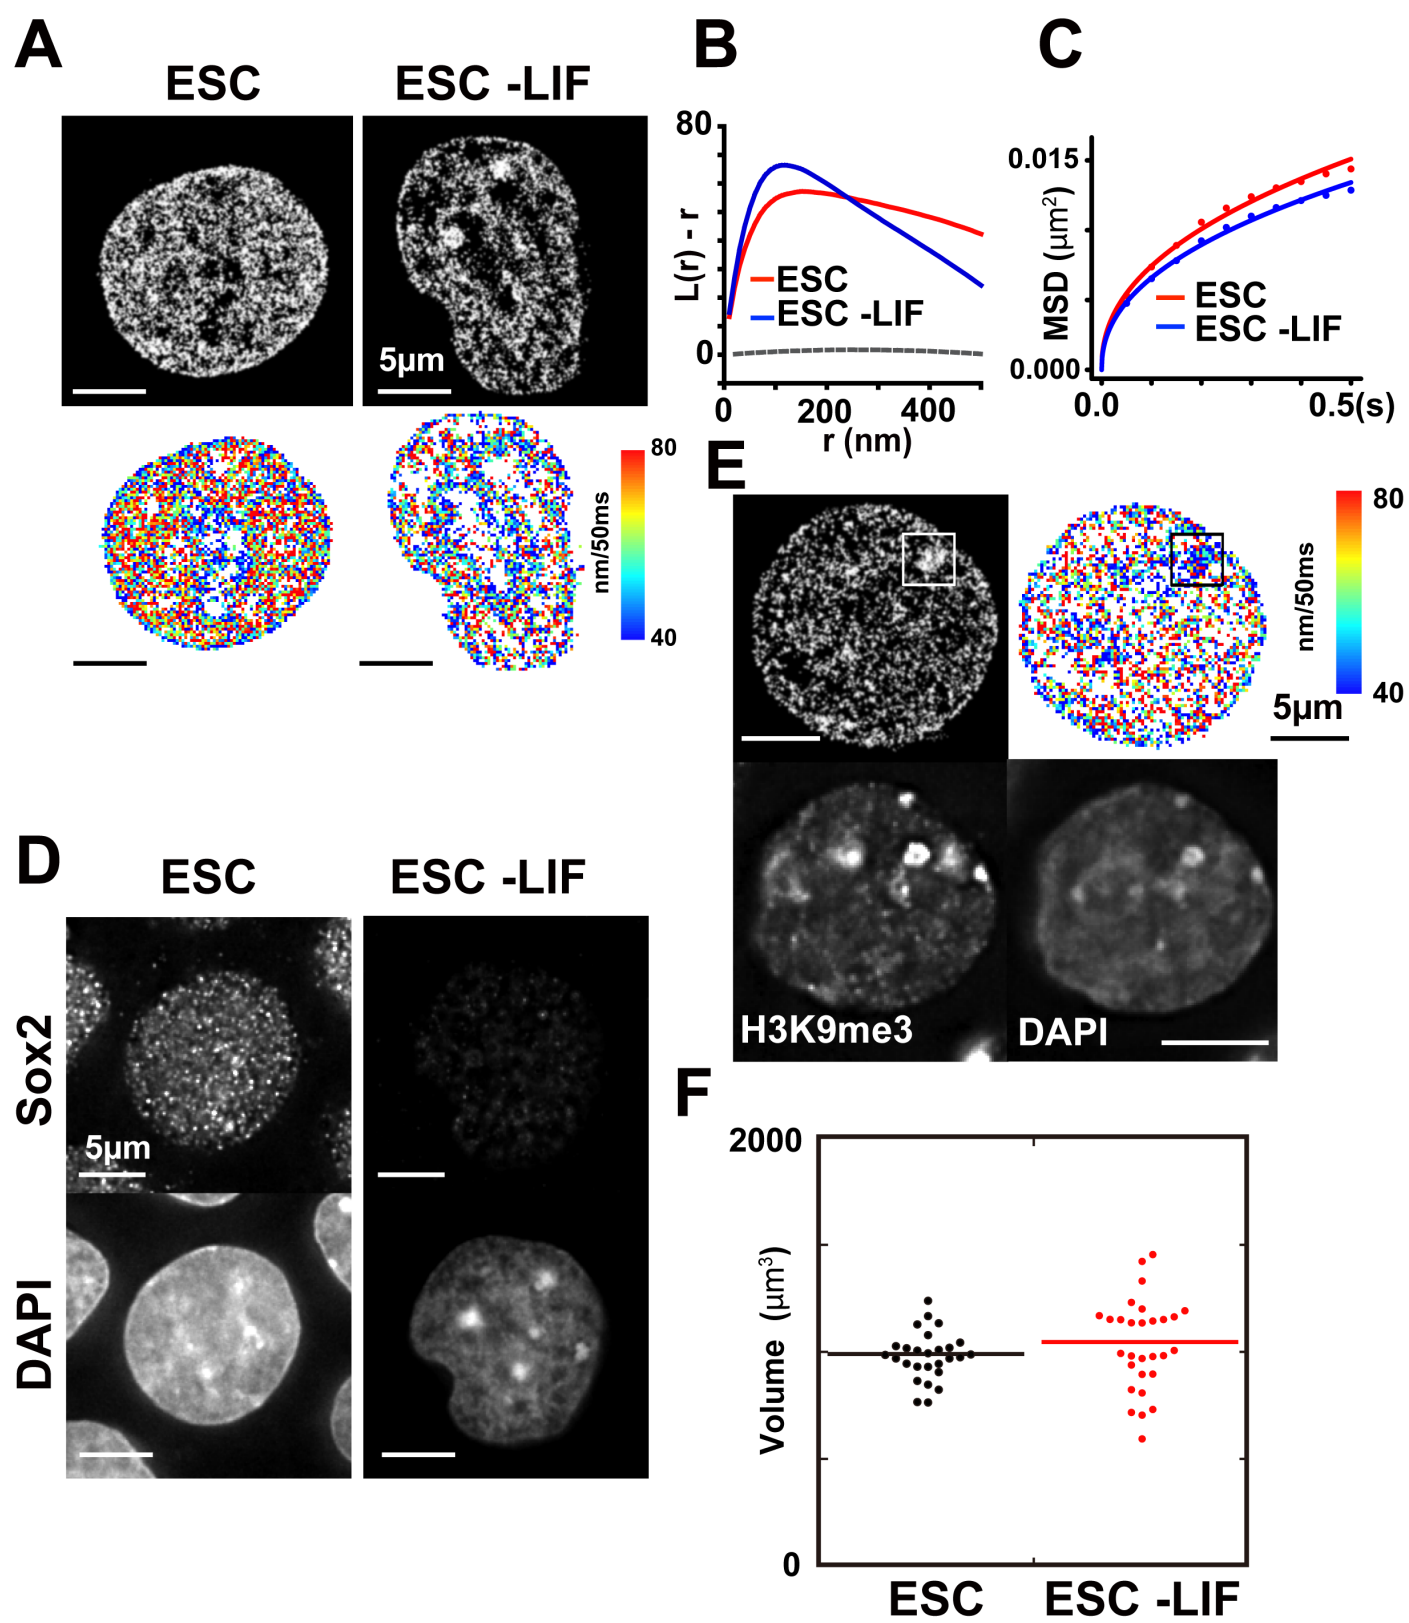 A
ESC
ESC -LIF
5μm
80
nm/50ms
40
B
80
L(r) - r
0
ESC
ESC -LIF
0
200
400
r (nm)
C
0.015
MSD (μm²)
0.000
ESC
ESC -LIF
0.0
0.5(s)
D
ESC
ESC -LIF
Sox2
5μm
DAPI
E
80
nm/50ms
40
5μm
H3K9me3
DAPI
F
2000
Volume (μm³)
0
ESC
ESC -LIF